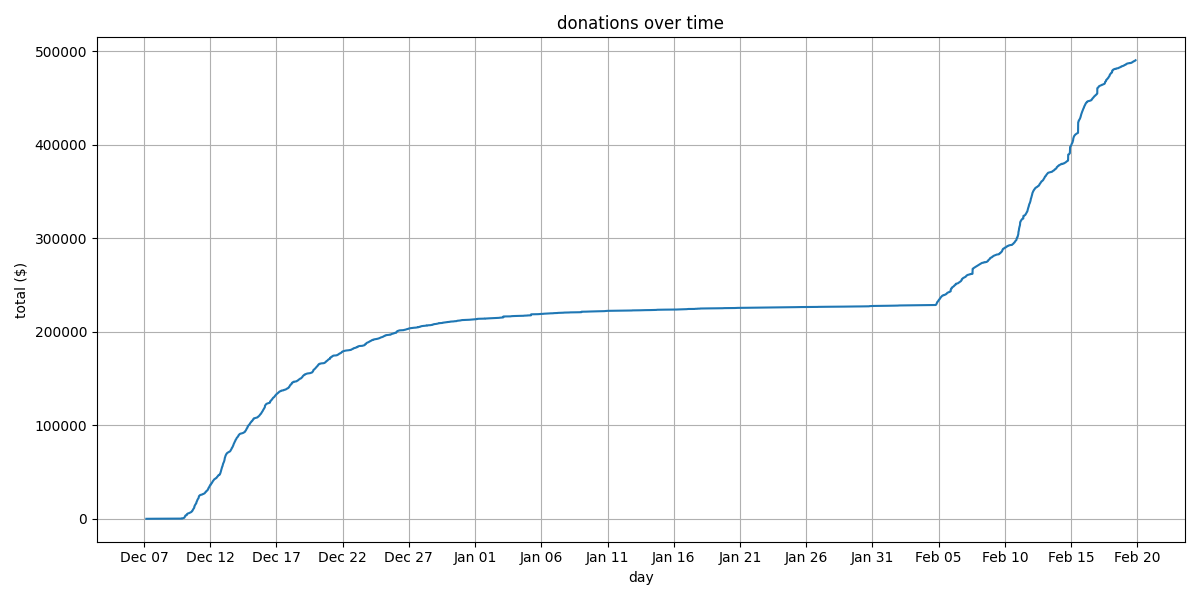 donations over time
total ($)
500000
400000
300000
200000
100000
0
Dec 07 Dec 12 Dec 17 Dec 22 Dec 27 Jan 01 Jan 06 Jan 11 Jan 16 Jan 21 Jan 26 Jan 31 Feb 05 Feb 10 Feb 15 Feb 20
day